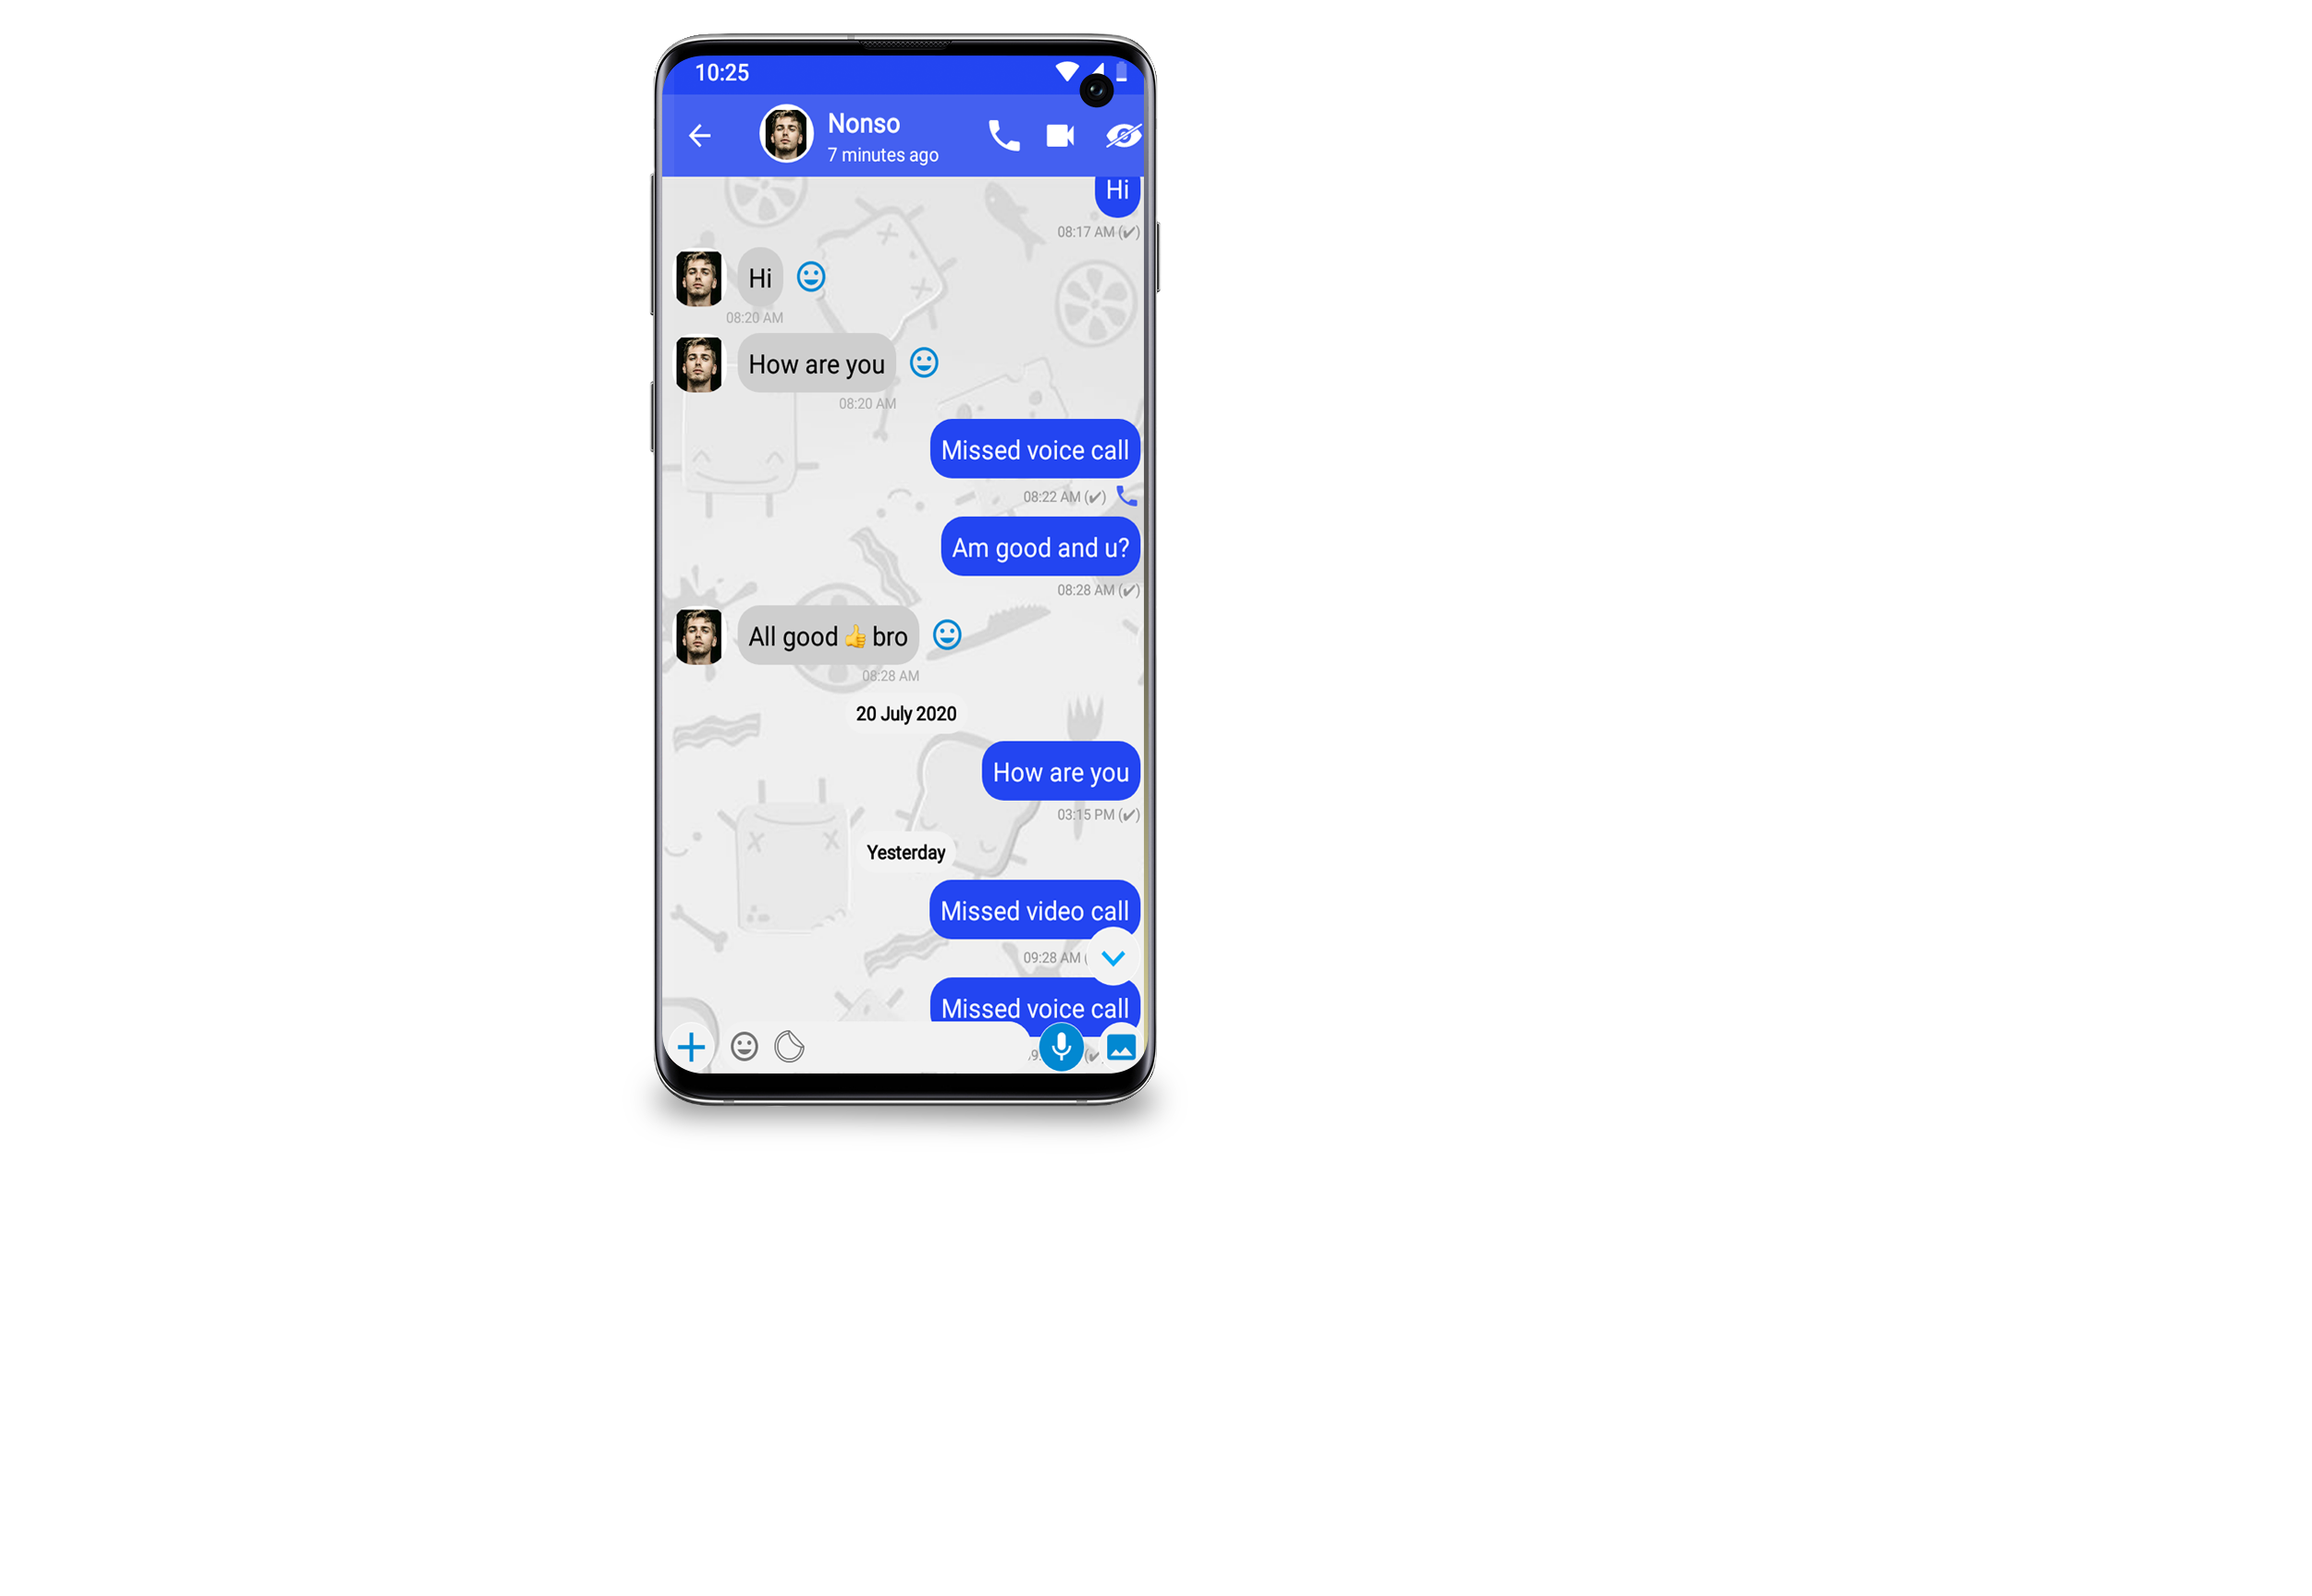 10:25
Nonso
7 minutes ago
Hi
08:17 AM (✔)
Hi
08:20 AM
How are you
08:20 AM
Missed voice call
08:22 AM (✔)
Am good and u?
08:28 AM (✔)
All good 👍 bro
08:28 AM
20 July 2020
How are you
03:15 PM (✔)
Yesterday
Missed video call
09:28 AM (
Missed voice call